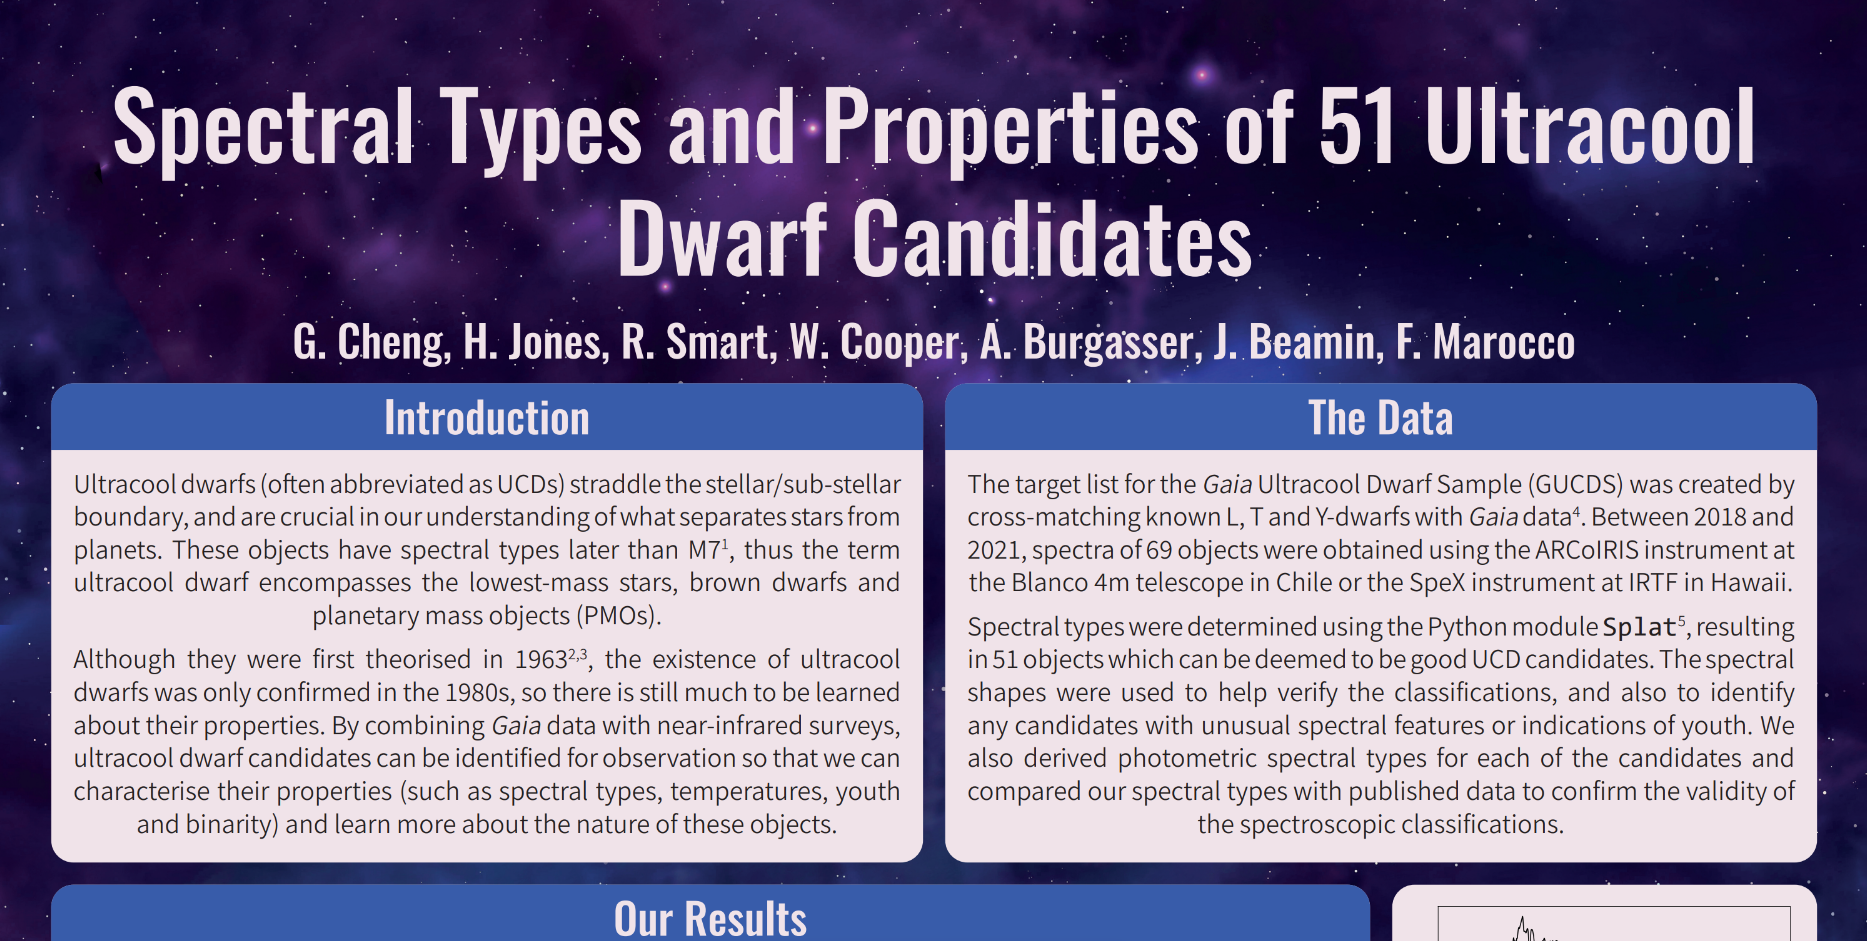 Spectral Types and Properties of 51 Ultracool
Dwarf Candidates
G. Cheng, H. Jones, R. Smart, W. Cooper, A. Burgasser, J. Beamin, F. Marocco
Introduction
Ultracool dwarfs (often abbreviated as UCDs) straddle the stellar/sub-stellar
boundary, and are crucial in our understanding of what separates stars from
planets. These objects have spectral types later than M7¹, thus the term
ultracool dwarf encompasses the lowest-mass stars, brown dwarfs and
planetary mass objects (PMOs).
Although they were first theorised in 1963²,³, the existence of ultracool
dwarfs was only confirmed in the 1980s, so there is still much to be learned
about their properties. By combining Gaia data with near-infrared surveys,
ultracool dwarf candidates can be identified for observation so that we can
characterise their properties (such as spectral types, temperatures, youth
and binarity) and learn more about the nature of these objects.
The Data
The target list for the Gaia Ultracool Dwarf Sample (GUCDS) was created by
cross-matching known L, T and Y-dwarfs with Gaia data⁴. Between 2018 and
2021, spectra of 69 objects were obtained using the ARCoIRIS instrument at
the Blanco 4m telescope in Chile or the SpeX instrument at IRTF in Hawaii.
Spectral types were determined using the Python module Splat⁵, resulting
in 51 objects which can be deemed to be good UCD candidates. The spectral
shapes were used to help verify the classifications, and also to identify
any candidates with unusual spectral features or indications of youth. We
also derived photometric spectral types for each of the candidates and
compared our spectral types with published data to confirm the validity of
the spectroscopic classifications.
Our Results